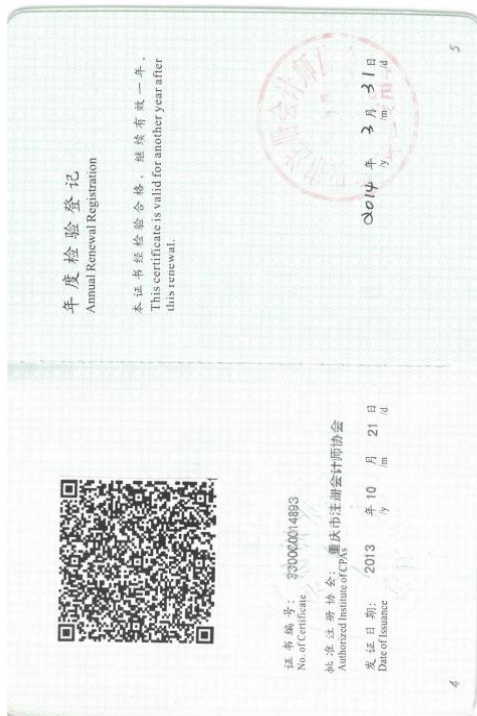 证书编号: 330000014893
No. of Certificate
批准注册协会: 重庆市注册会计师协会
Authorized Institute of CPAs
发证日期: 2013 年 10 月 21 日
Date of Issuance /y /m /d
4
年度检验登记
Annual Renewal Registration
本证书经检验合格，继续有效一年。
This certificate is valid for another year after
this renewal.
2014 年 3 月 31 日
/y /m /d
5